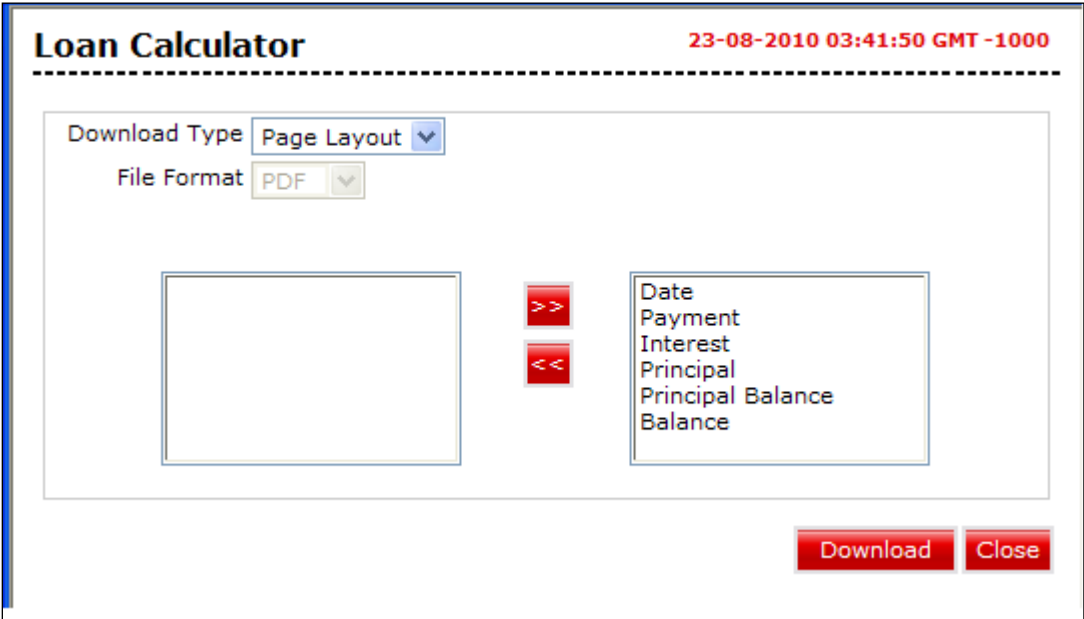 Loan Calculator
23-08-2010 03:41:50 GMT -1000
Download Type Page Layout
File Format PDF
>>
<<
Date
Payment
Interest
Principal
Principal Balance
Balance
Download Close